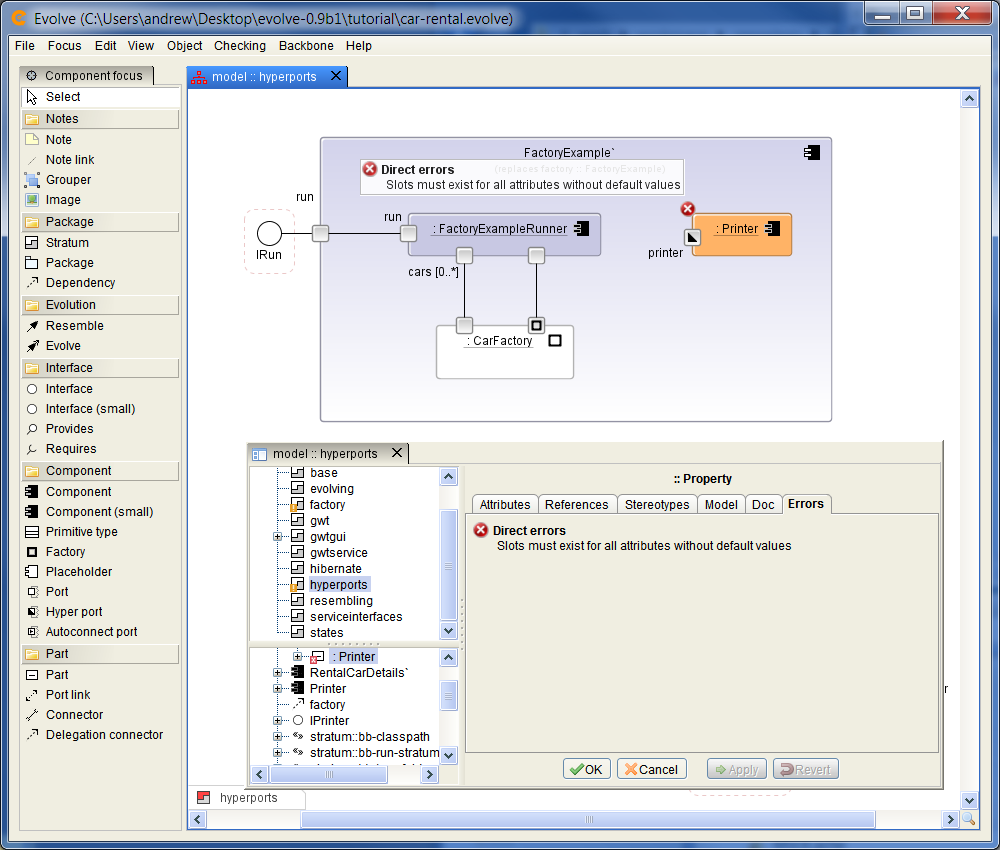 Evolve (C:\Users\andrew\Desktop\evolve-0.9b1\tutorial\car-rental.evolve)
File Focus Edit View Object Checking Backbone Help
Component focus
Select
Notes
Note
Note link
Grouper
Image
Package
Stratum
Package
Dependency
Evolution
Resemble
Evolve
Interface
Interface
Interface (small)
Provides
Requires
Component
Component
Component (small)
Primitive type
Factory
Placeholder
Port
Hyper port
Autoconnect port
Part
Part
Port link
Connector
Delegation connector
model :: hyperports
FactoryExample`
Direct errors
(replaces factory :: FactoryExample)
Slots must exist for all attributes without default values
run
run
IRun
: FactoryExampleRunner
: Printer
printer
cars [0..*]
: CarFactory
model :: hyperports
base
evolving
factory
gwt
gwtgui
gwtservice
hibernate
hyperports
resembling
serviceinterfaces
states
: Printer
RentalCarDetails`
Printer
factory
IPrinter
stratum::bb-classpath
stratum::bb-run-stratum
:: Property
Attributes References Stereotypes Model Doc Errors
Direct errors
Slots must exist for all attributes without default values
OK Cancel Apply Revert
r
hyperports